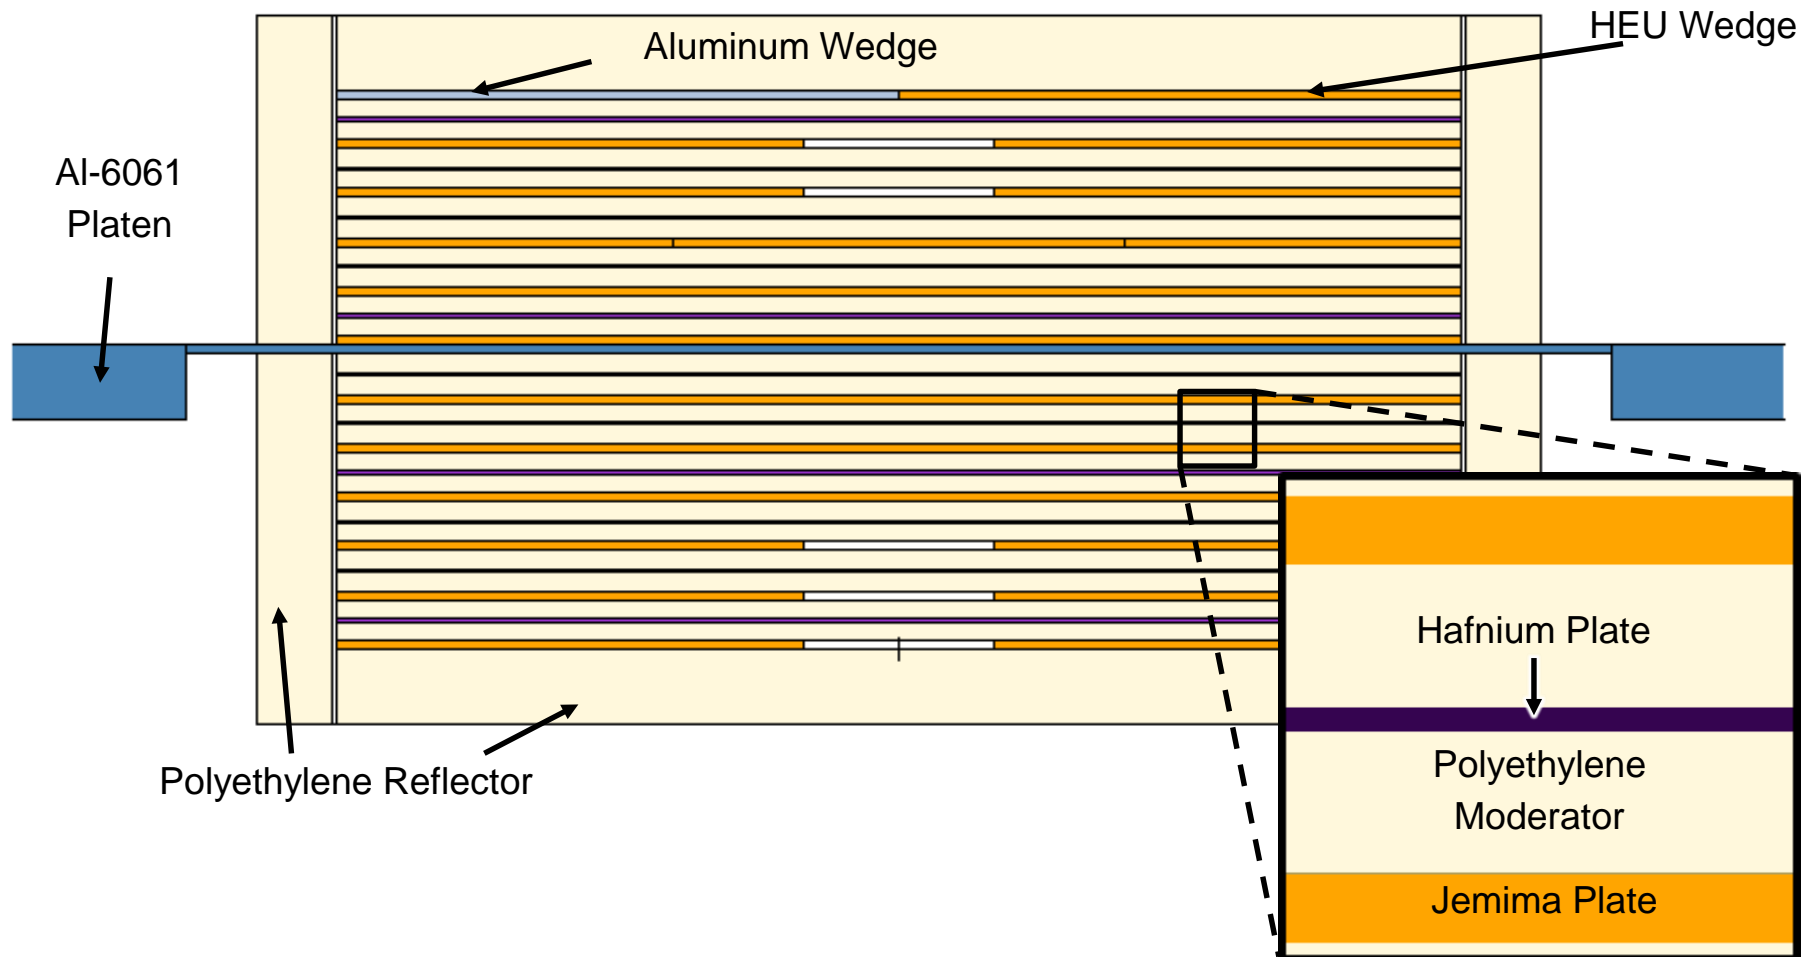 HEU Wedge
Aluminum Wedge
Al-6061
Platen
Hafnium Plate
Polyethylene
Moderator
Jemima Plate
Polyethylene Reflector